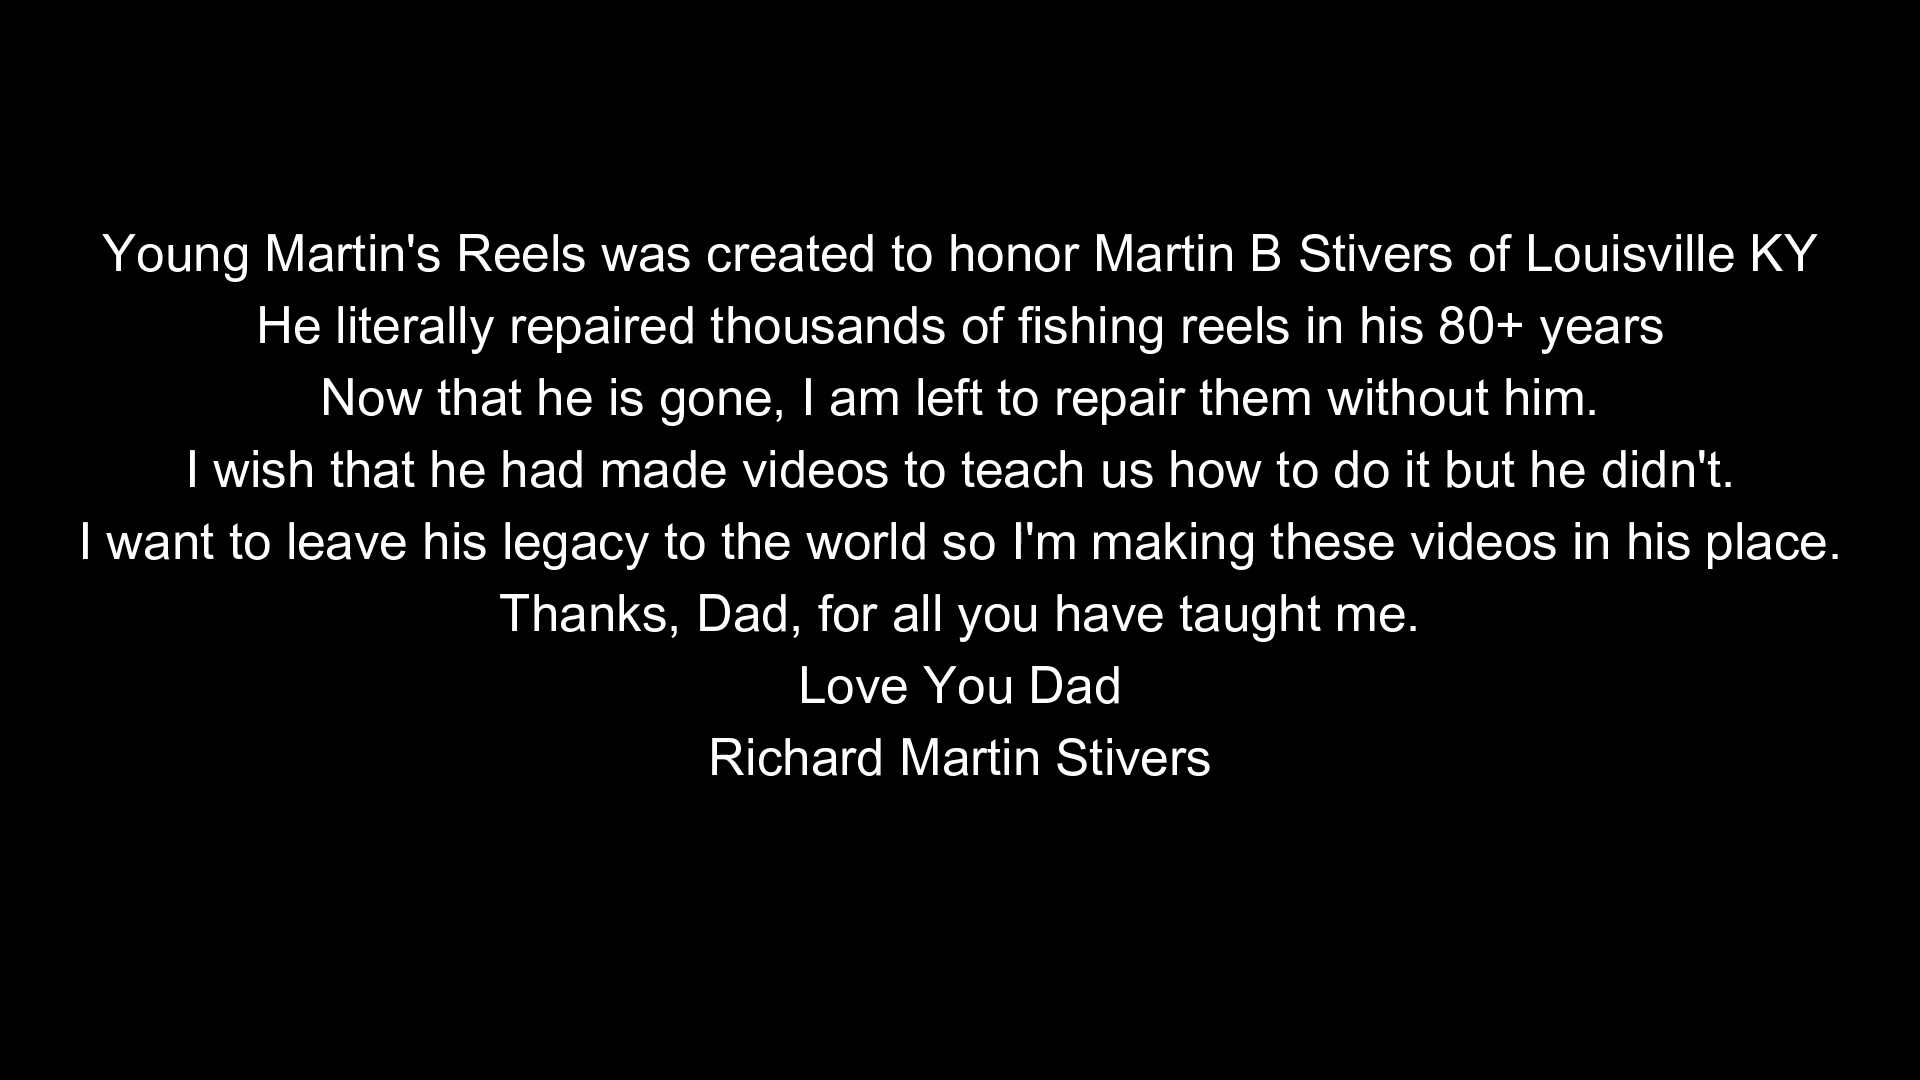 Young Martin's Reels was created to honor Martin B Stivers of Louisville KY
He literally repaired thousands of fishing reels in his 80+ years
Now that he is gone, I am left to repair them without him.
I wish that he had made videos to teach us how to do it but he didn't.
I want to leave his legacy to the world so I'm making these videos in his place.
Thanks, Dad, for all you have taught me.
Love You Dad
Richard Martin Stivers